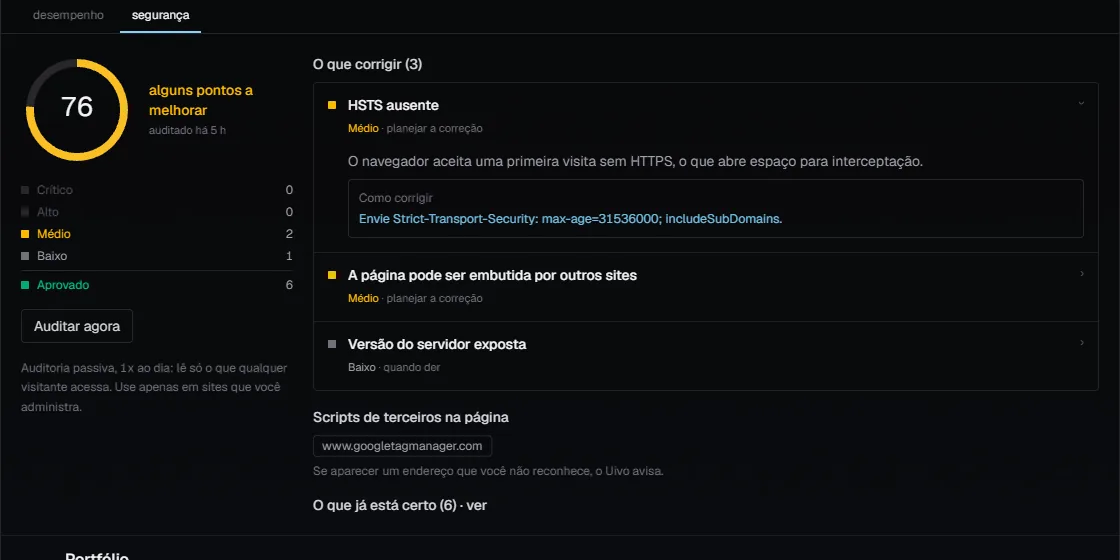 desempenho
segurança
76
alguns pontos a
melhorar
auditado há 5 h
Crítico 0
Alto 0
Médio 2
Baixo 1
Aprovado 6
Auditar agora
Auditoria passiva, 1x ao dia: lê só o que qualquer
visitante acessa. Use apenas em sites que você
administra.
O que corrigir (3)
HSTS ausente
Médio · planejar a correção
O navegador aceita uma primeira visita sem HTTPS, o que abre espaço para interceptação.
Como corrigir
Envie Strict-Transport-Security: max-age=31536000; includeSubDomains.
A página pode ser embutida por outros sites
Médio · planejar a correção
Versão do servidor exposta
Baixo · quando der
Scripts de terceiros na página
www.googletagmanager.com
Se aparecer um endereço que você não reconhece, o Uivo avisa.
O que já está certo (6) · ver
Portfólio